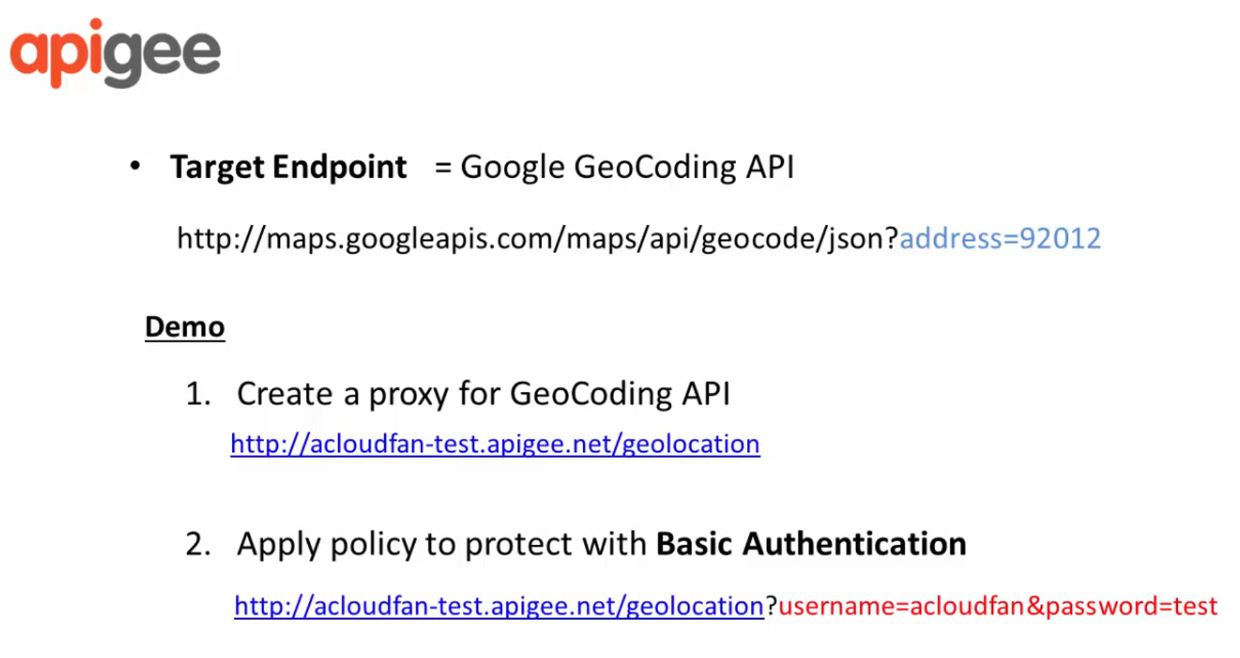 apigee
• Target Endpoint = Google GeoCoding API
http://maps.googleapis.com/maps/api/geocode/json?address=92012
Demo
1. Create a proxy for GeoCoding API
http://acloudfan-test.apigee.net/geolocation
2. Apply policy to protect with Basic Authentication
http://acloudfan-test.apigee.net/geolocation?username=acloudfan&password=test